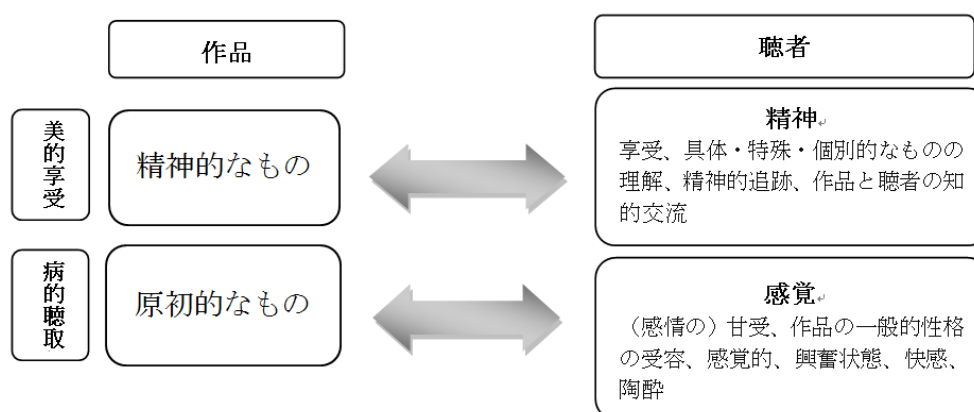 作品
聴者
美的享受
精神的なもの
精神
享受、具体・特殊・個別的なものの
理解、精神的追跡、作品と聴者の知
的交流
病的聴取
原初的なもの
感覚
（感情の）甘受、作品の一般的性格
の受容、感覚的、興奮状態、快感、
陶酔